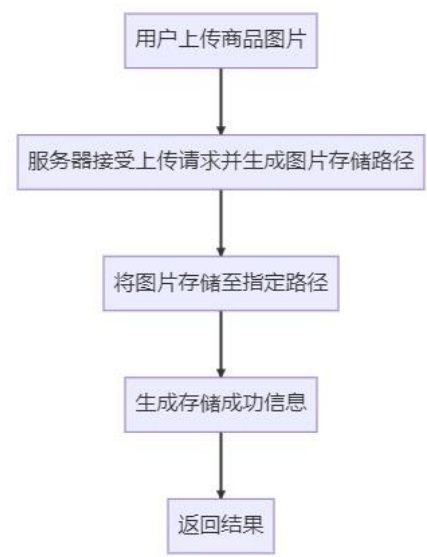 用户上传商品图片
服务器接受上传请求并生成图片存储路径
将图片存储至指定路径
生成存储成功信息
返回结果